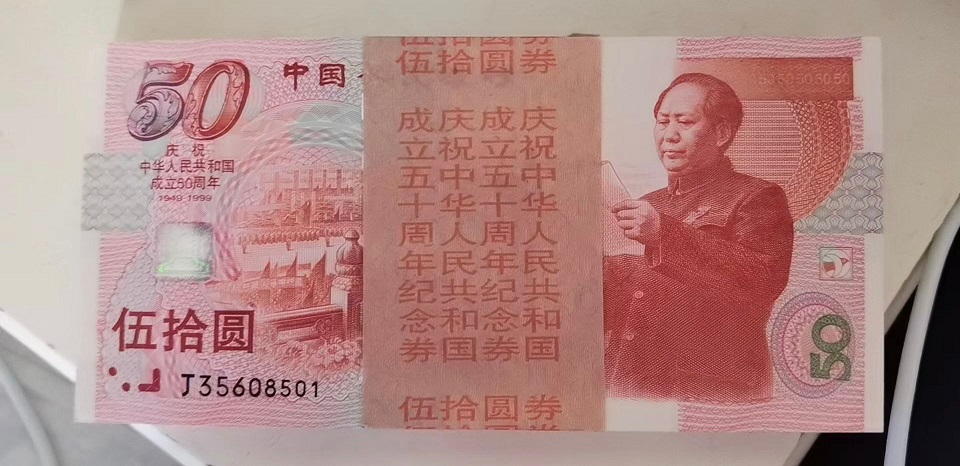 50
中国
庆祝
中华人民共和国
成立50周年
1949-1999
伍拾圆
J35608501
伍拾圆券
庆祝中华人民共和国
成立五十周年纪念券
庆祝中华人民共和国
成立五十周年纪念券
伍拾圆券
50